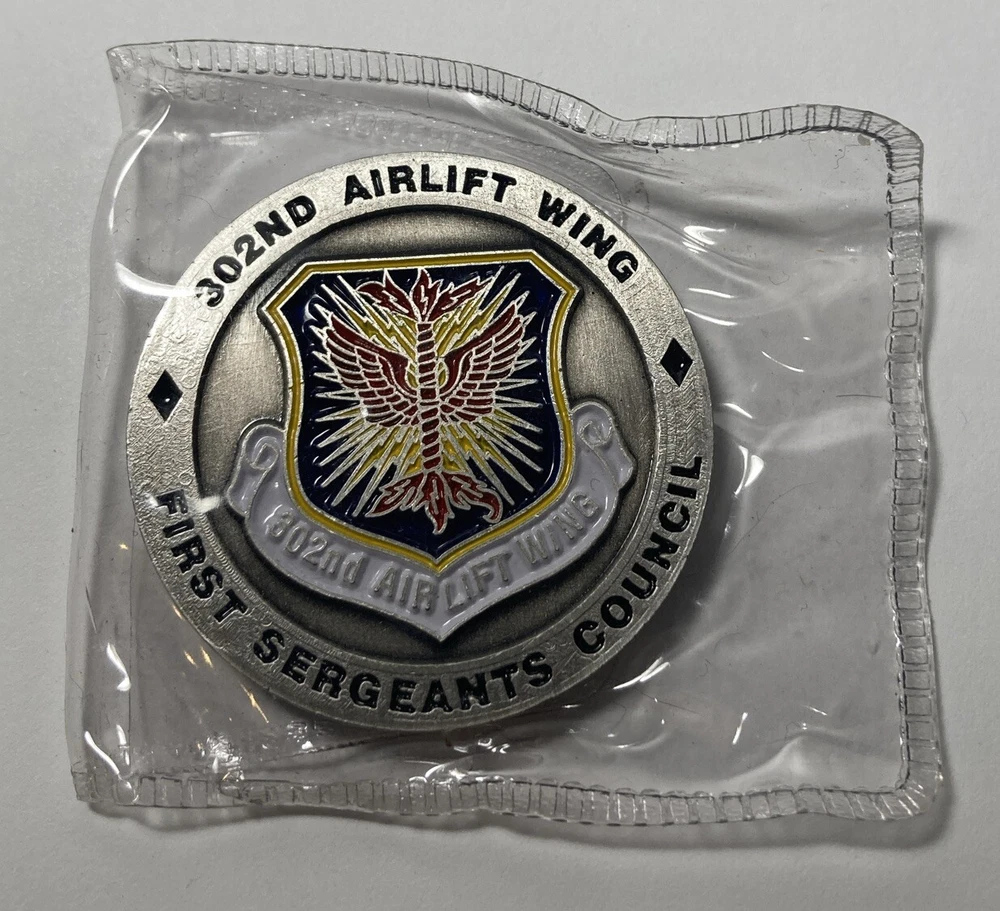 302ND AIRLIFT WING
302nd AIRLIFT WING
FIRST SERGEANTS COUNCIL